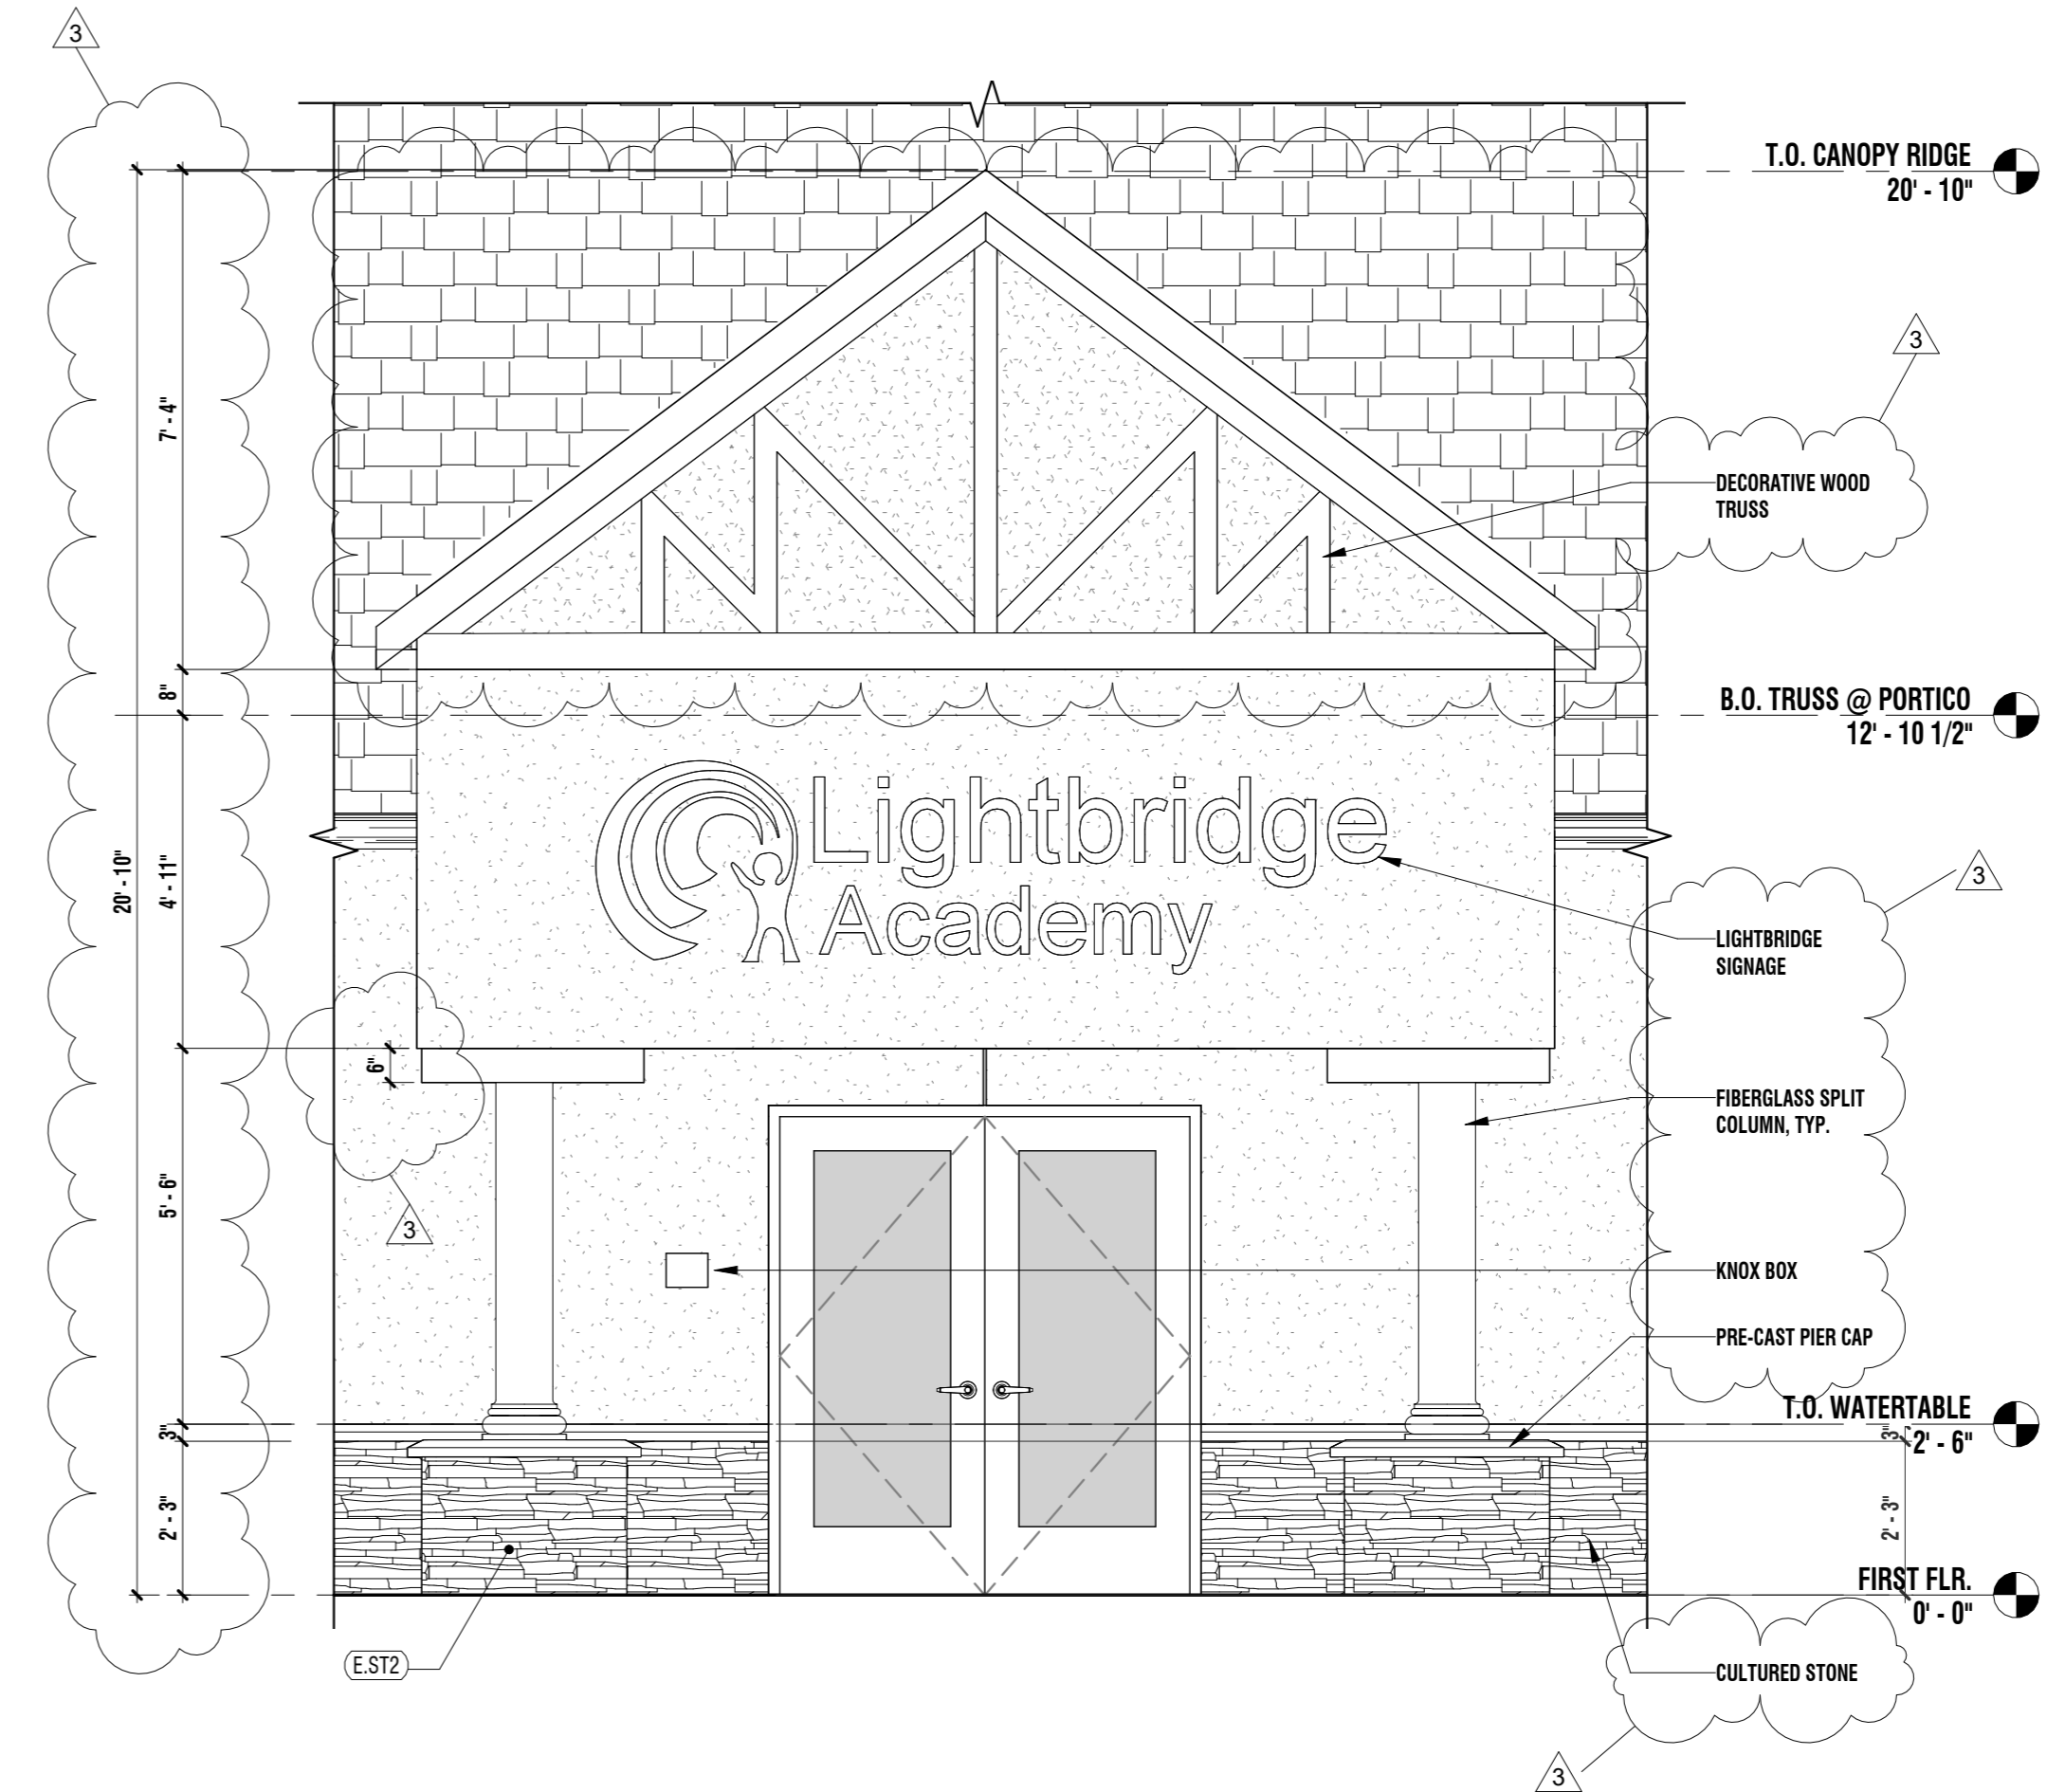 3
T.O. CANOPY RIDGE
20' - 10"
3
7' - 4"
DECORATIVE WOOD
TRUSS
8"
B.O. TRUSS @ PORTICO
12' - 10 1/2"
20' - 10"
4' - 11"
Lightbridge
Academy
3
LIGHTBRIDGE
SIGNAGE
6"
FIBERGLASS SPLIT
COLUMN, TYP.
5' - 6"
3
KNOX BOX
PRE-CAST PIER CAP
T.O. WATERTABLE
2' - 6"
3"
3"
2' - 3"
2' - 3"
FIRST FLR.
0' - 0"
E.ST2
CULTURED STONE
3